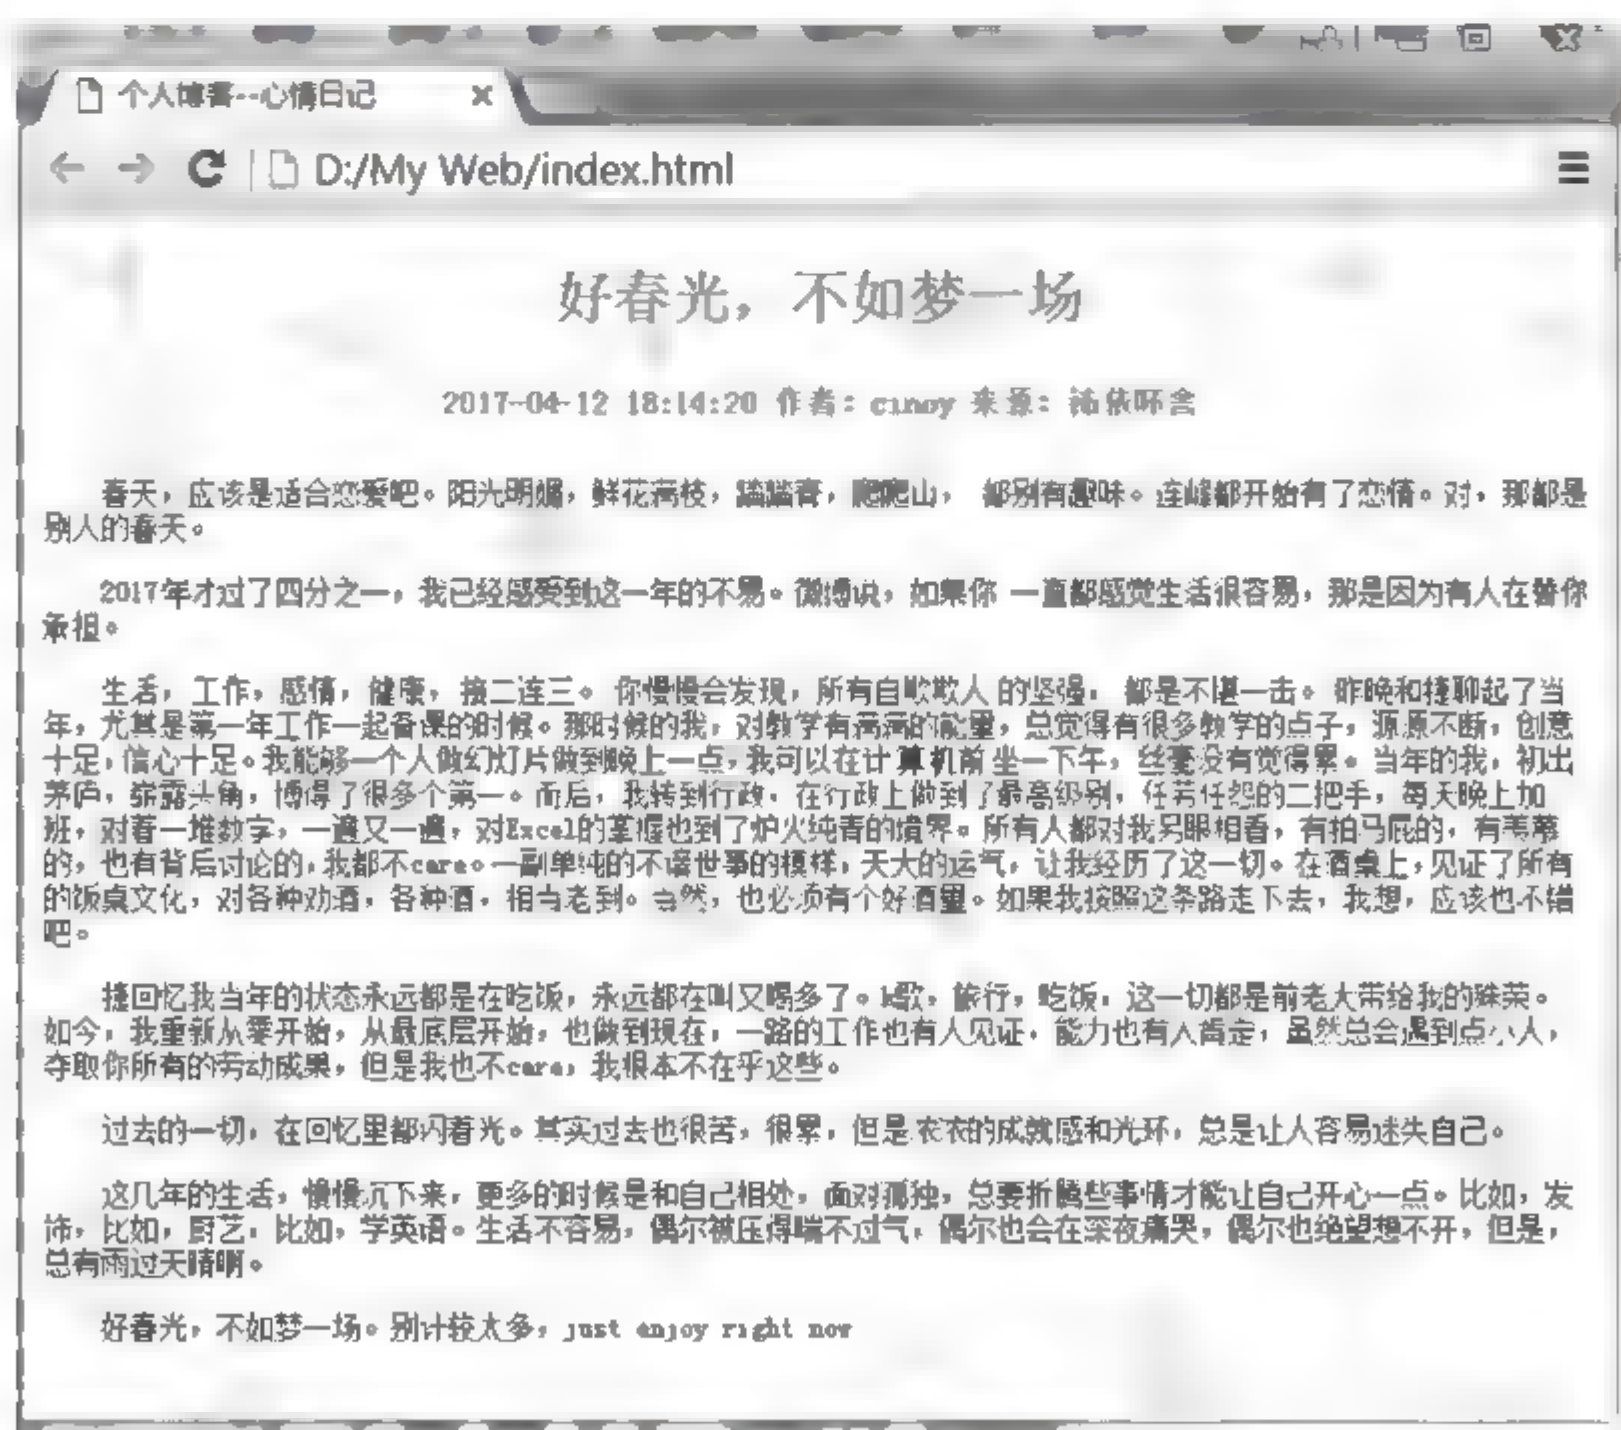 个人博客--心情日记
D:/My Web/index.html
好春光，不如梦一场
2017-04-12 18:14:20 作者：cinoy 来源：
春天，应该是适合恋爱吧。阳光明媚，鲜花满枝，踏踏青，爬爬山， 都别有趣味。连蜂都开始有了恋情。对，那都是
别人的春天。
2017年才过了四分之一，我已经感受到这一年的不易。微博说，如果你 一直都感觉生活很容易，那是因为有人在替你
承担。
生活，工作，感情，健康，接二连三。 你慢慢会发现，所有自欺欺人 的坚强， 都是不堪一击。 昨晚和捷聊起了当
年，尤其是第一年工作一起备课的时候。那时候的我，对教学有满满的能量，总觉得有很多教学的点子，源源不断，创意
十足，信心十足。我能够一个人做幻灯片做到晚上一点，我可以在计 算 机前 坐一下午，丝毫没有觉得累。当年的我，初出
茅庐，崭露头角，博得了很多个第一。而后，我转到行政，在行政上做到了最高级别，任劳任怨的二把手，每天晚上加
班，对着一堆数字，一遍又一遍，对Excel的掌握也到了炉火纯青的境界。所有人都对我另眼相看，有拍马屁的，有羡慕
的，也有背后讨论的，我都不care。一副单纯的不谙世事的模样，天大的运气，让我经历了这一切。在酒桌上，见证了所有
的饭桌文化，对各种劝酒，各种酒，相当老到。当然，也必须有个好酒量。如果我按照这条路走下去，我想，应该也不错
吧。
捷回忆我当年的状态永远都是在吃饭，永远都在叫又喝多了。k歌，旅行，吃饭，这一切都是前老大带给我的殊荣。
如今，我重新从零开始，从最底层开始，也做到现在，一路的工作也有人见证，能力也有人肯定，虽然总会遇到点小人，
夺取你所有的劳动成果，但是我也不care，我根本不在乎这些。
过去的一切，在回忆里都闪着光。其实过去也很苦，很累，但是 衣衣的成就感和光环，总是让人容易迷失自己。
这几年的生活，慢慢沉下来，更多的时候是和自己相处，面对孤独，总要折腾些事情才能让自己开心一点。比如，发
饰，比如，厨艺，比如，学英语。生活不容易，偶尔被压得喘不过气，偶尔也会在深夜痛哭，偶尔也绝望想不开，但是，
总有雨过天晴啊。
好春光，不如梦一场。别计较太多，just enjoy right now